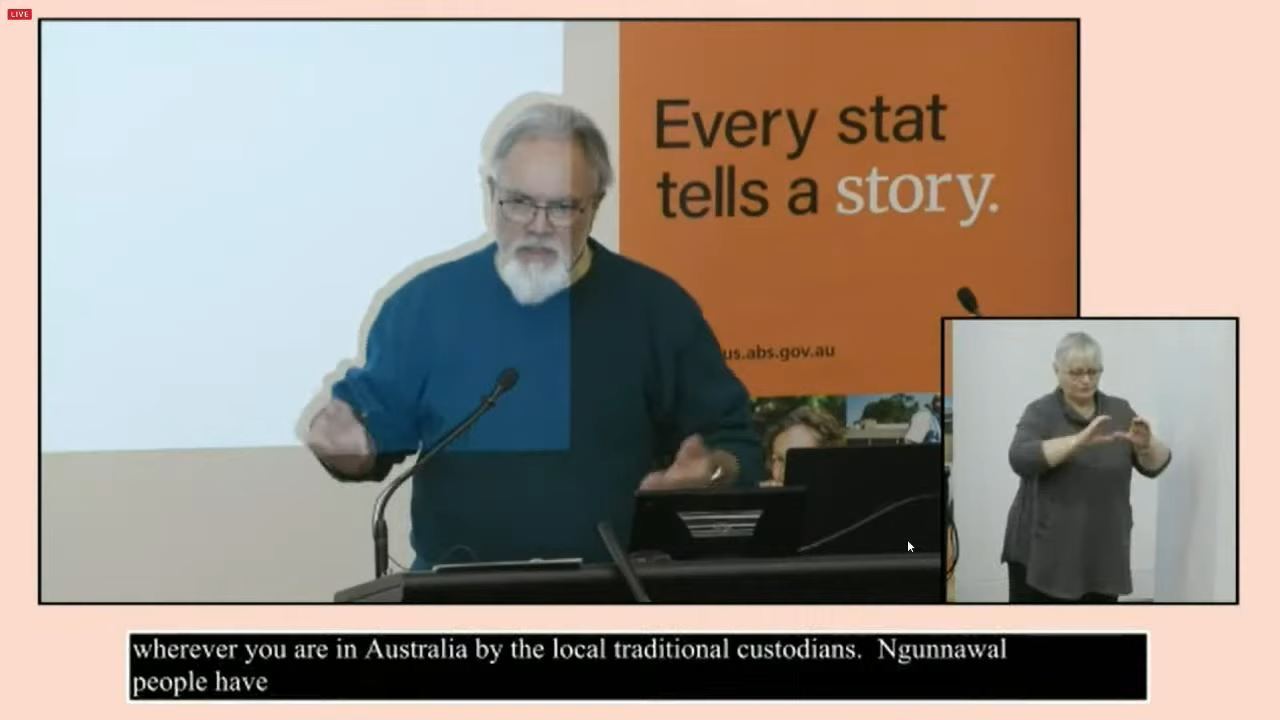 LIVE
Every stat
tells a story.
us.abs.gov.au
wherever you are in Australia by the local traditional custodians.  Ngunnawal
people have